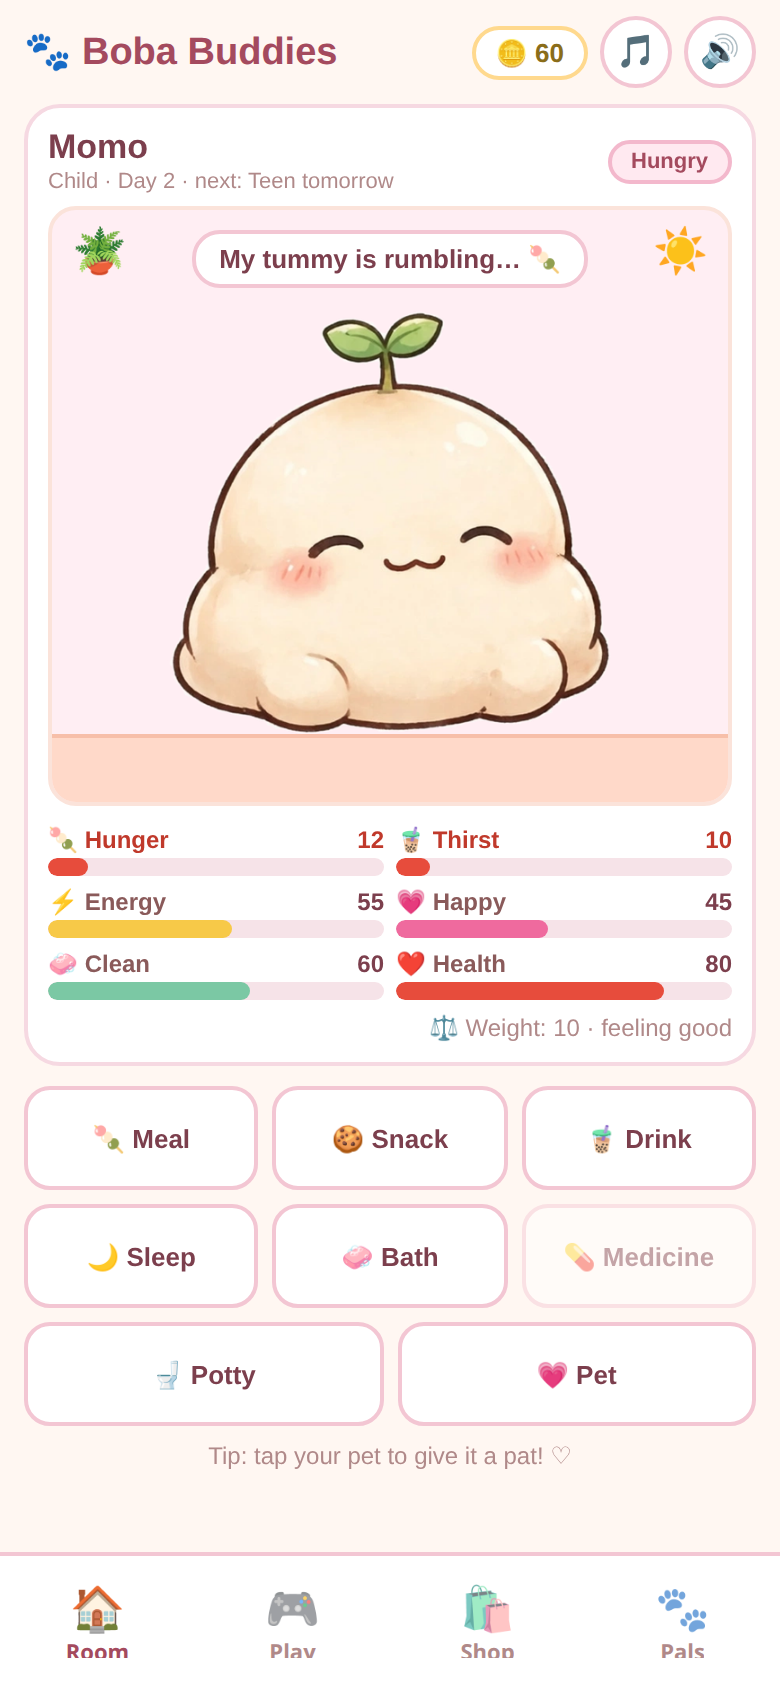 Boba Buddies
60
Momo
Child · Day 2 · next: Teen tomorrow
Hungry
My tummy is rumbling...
Hunger 12
Thirst 10
Energy 55
Happy 45
Clean 60
Health 80
Weight: 10 · feeling good
Meal
Snack
Drink
Sleep
Bath
Medicine
Potty
Pet
Tip: tap your pet to give it a pat! ♡
Room
Play
Shop
Pals